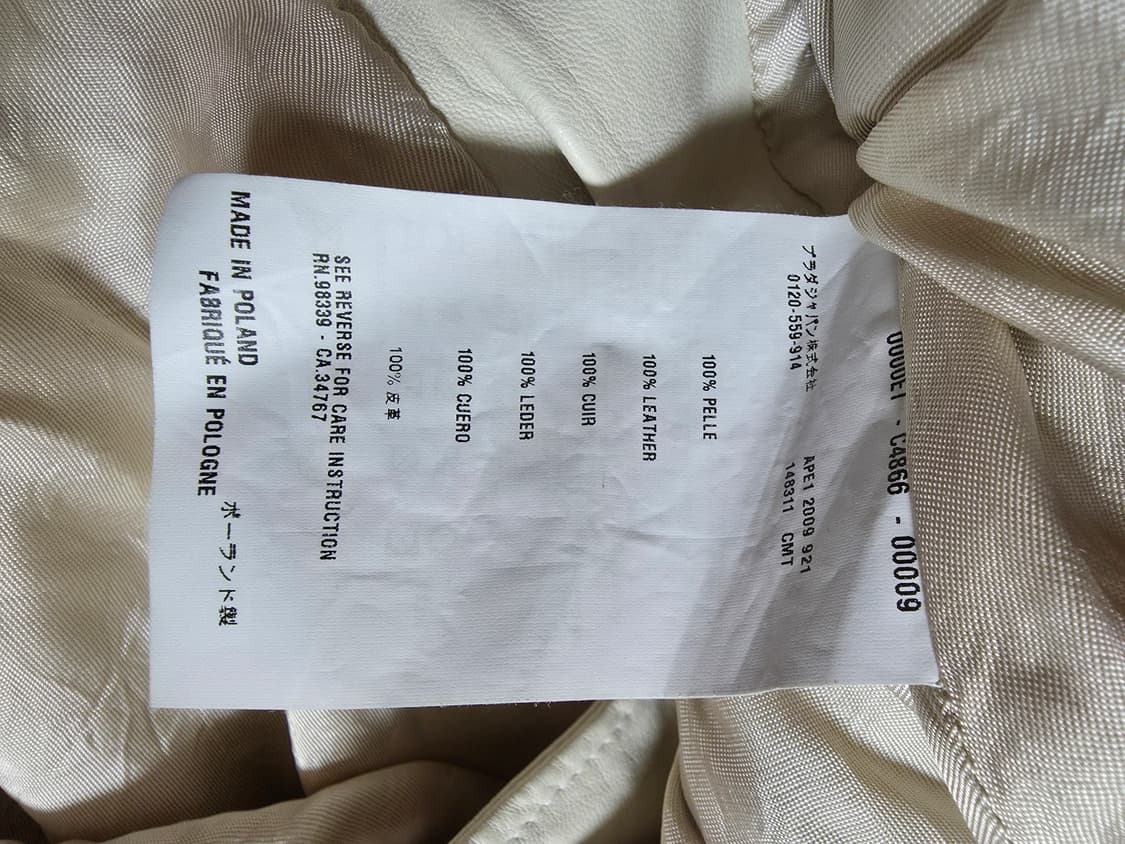 - C4866 - 00009
プラダジャパン株式会社
0120-559-914
APE1 2009 921
148311 CMT
100% PELLE
100% LEATHER
100% CUIR
100% LEDER
100% CUERO
100% 皮革
SEE REVERSE FOR CARE INSTRUCTION
RN.98339 - CA.34767
MADE IN POLAND
FABRIQUÉ EN POLOGNE
ポーランド製